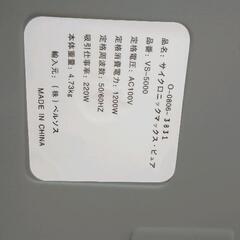 O-0806-3831
品名：サイクロニックマックス・ピュア
品番：VS-5000
定格電圧：AC100V
定格消費電力：1200W
定格周波数：50/60HZ
吸引仕事率：220W
本体質量：4.73kg
輸入元：（株）ベルソス
MADE IN CHINA